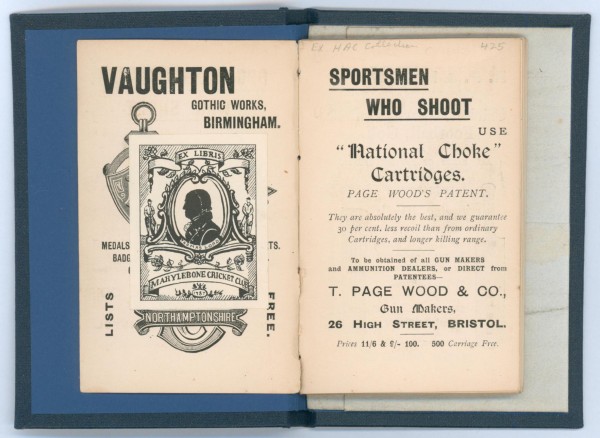 VAUGHTON
GOTHIC WORKS,
BIRMINGHAM.
EX LIBRIS
MARYLEBONE CRICKET CLUB
MEDALS
BADG
TS.
LISTS
FREE.
NORTHAMPTONSHIRE
Ex MCC Collection
425
SPORTSMEN
WHO SHOOT
USE
"National Choke"
Cartridges.
PAGE WOOD'S PATENT.
They are absolutely the best, and we guarantee
30 per cent. less recoil than from ordinary
Cartridges, and longer killing range.
To be obtained of all GUN MAKERS
and AMMUNITION DEALERS, or DIRECT from
PATENTEES—
T. PAGE WOOD & CO.,
Gun Makers,
26 HIGH STREET, BRISTOL.
Prices 11/6 & 9/- 100. 500 Carriage Free.